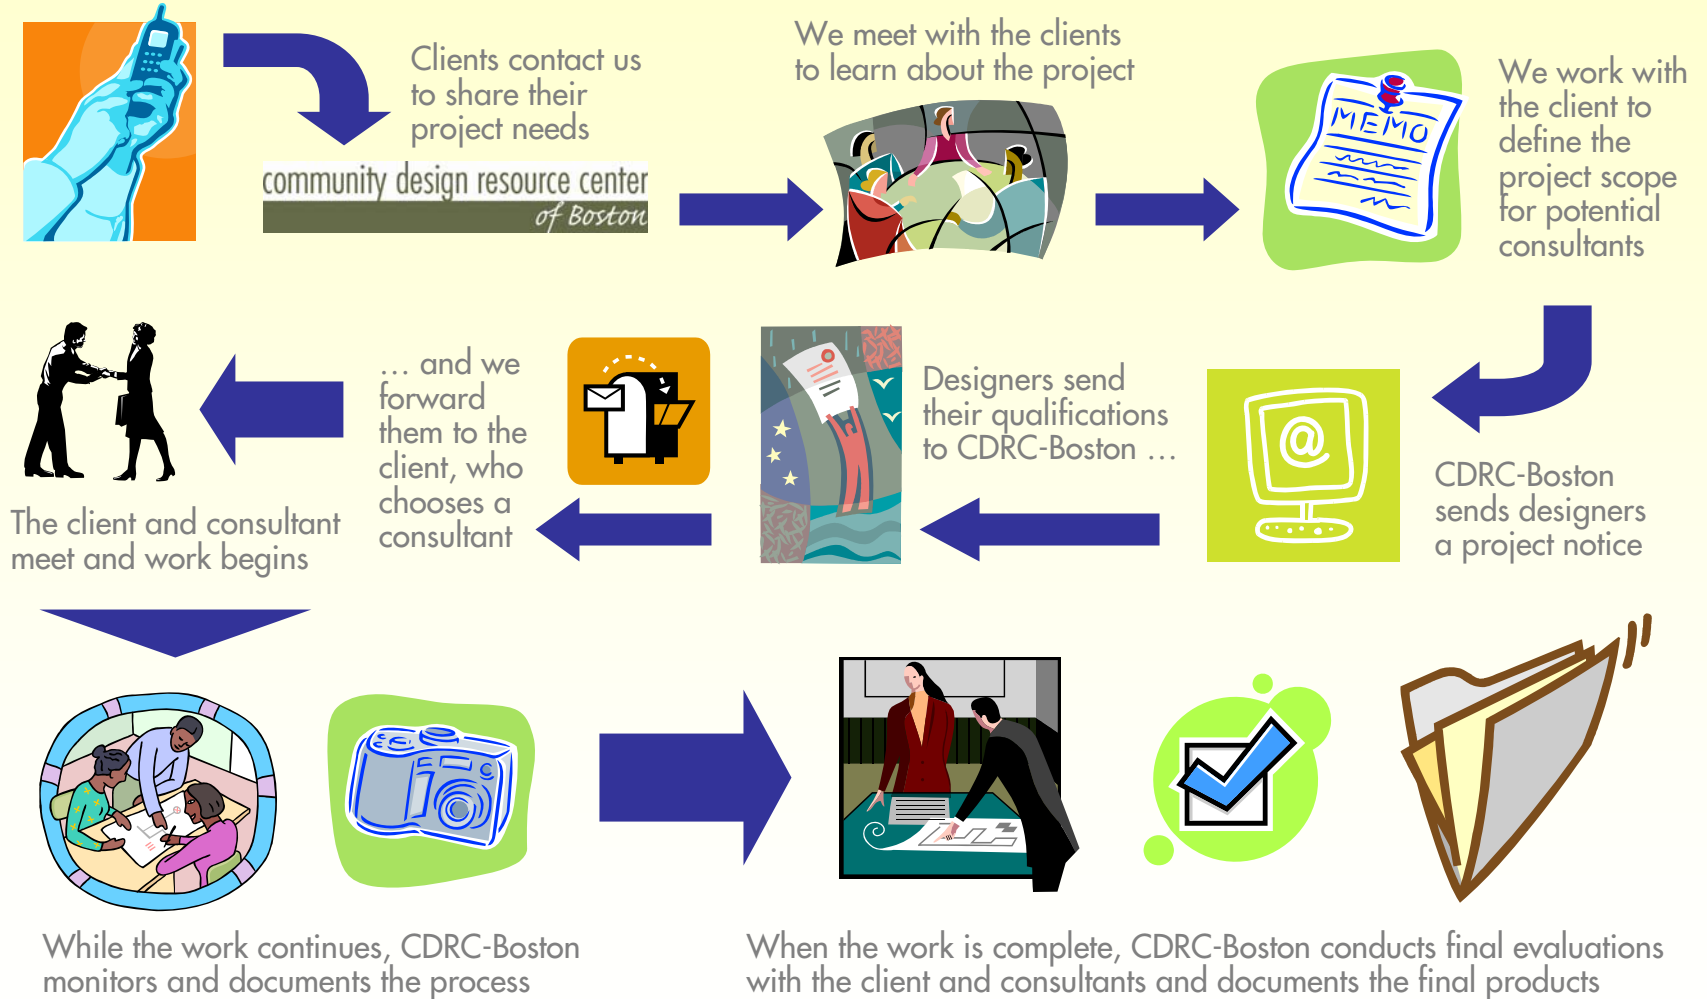 Clients contact us
to share their
project needs
community design resource center
of Boston
We meet with the clients
to learn about the project
MEMO
We work with
the client to
define the
project scope
for potential
consultants
CDRC-Boston
sends designers
a project notice
@
Designers send
their qualifications
to CDRC-Boston …
… and we
forward
them to the
client, who
chooses a
consultant
The client and consultant
meet and work begins
While the work continues, CDRC-Boston
monitors and documents the process
When the work is complete, CDRC-Boston conducts final evaluations
with the client and consultants and documents the final products